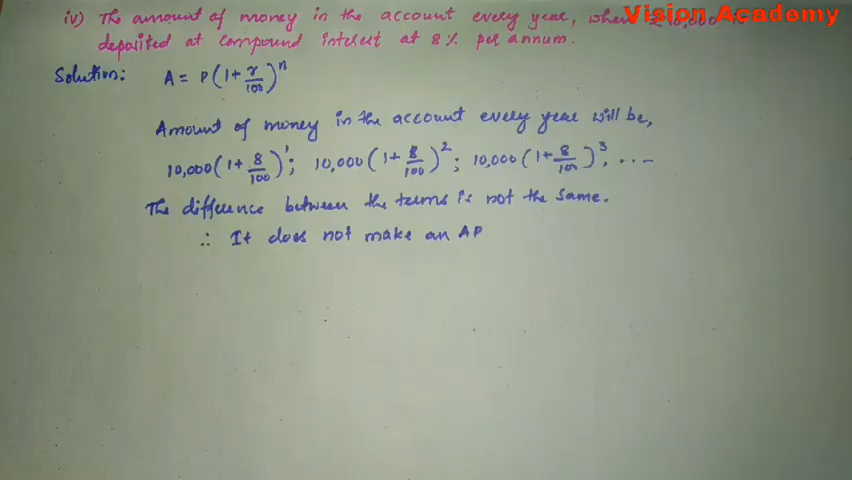 Vision Academy
iv) The amount of money in the account every year, when 10,000
deposited at compound interest at 8% per annum.
Solution: A = P(1+r/100)^n
Amount of money in the account every year will be,
10,000(1+8/100)^1; 10,000(1+8/100)^2; 10,000(1+8/100)^3, ....
The difference between the terms is not the same.
∴ It does not make an AP